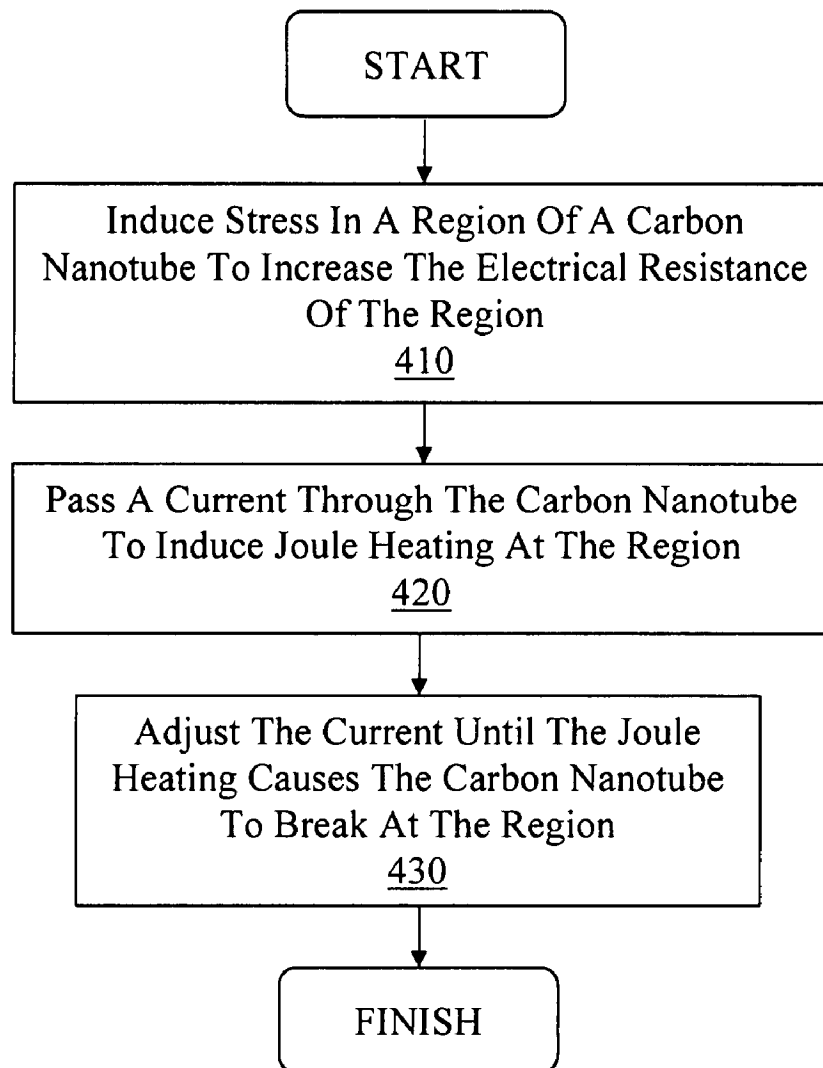 START
Induce Stress In A Region Of A Carbon
Nanotube To Increase The Electrical Resistance
Of The Region
410
Pass A Current Through The Carbon Nanotube
To Induce Joule Heating At The Region
420
Adjust The Current Until The Joule
Heating Causes The Carbon Nanotube
To Break At The Region
430
FINISH